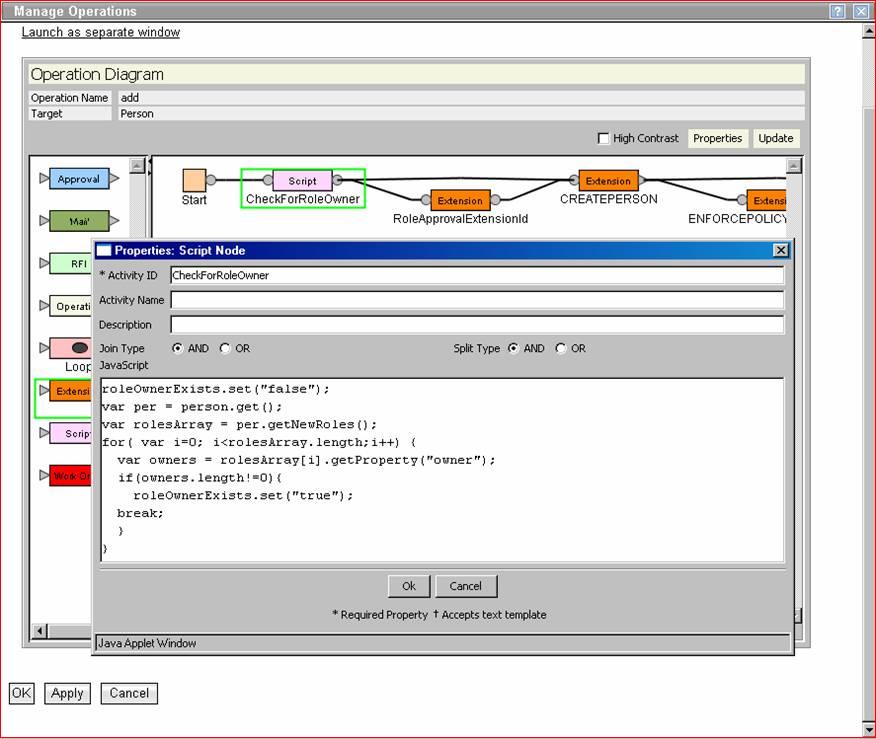 Manage Operations
Launch as separate window
Operation Diagram
Operation Name add
Target Person
High Contrast Properties Update
Approval
Mail
RFI
Operati
Loop
Extensi
Script
Work Or
Start
Script
CheckForRoleOwner
Extension
RoleApprovalExtensionId
Extension
CREATEPERSON
Extensi
ENFORCEPOLICY
Properties: Script Node
* Activity ID CheckForRoleOwner
Activity Name
Description
Join Type AND OR Split Type AND OR
JavaScript
roleOwnerExists.set("false");
var per = person.get();
var rolesArray = per.getNewRoles();
for( var i=0; i<rolesArray.length;i++) {
  var owners = rolesArray[i].getProperty("owner");
  if(owners.length!=0){
    roleOwnerExists.set("true");
  break;
  }
}
Ok Cancel
* Required Property † Accepts text template
Java Applet Window
OK Apply Cancel